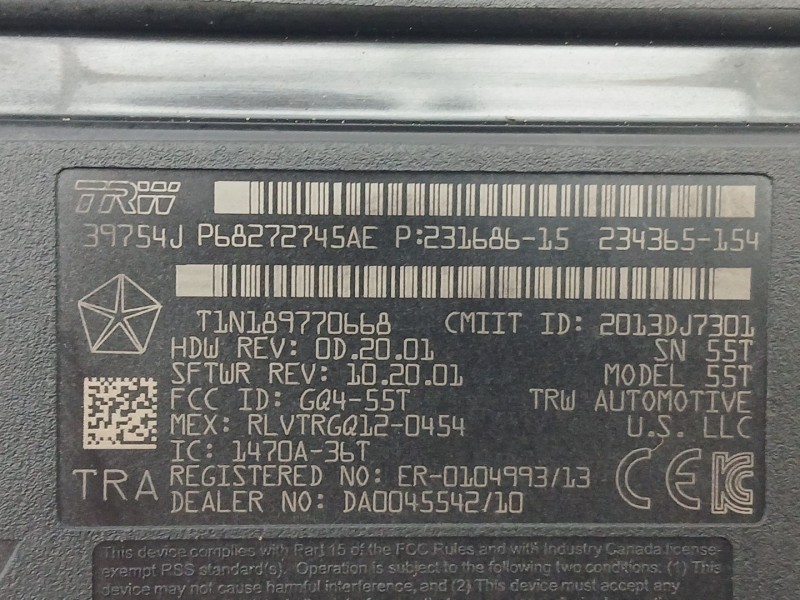 TRW
39754J P68272745AE P:231686-15 234365-154
T1N189770668 CMIIT ID: 2013DJ7301
HDW REV: 0D.20.01 SN 55T
SFTWR REV: 10.20.01 MODEL 55T
FCC ID: GQ4-55T TRW AUTOMOTIVE
MEX: RLVTRGQ12-0454 U.S. LLC
IC: 1470A-36T
TRA REGISTERED NO: ER-0104993/13
DEALER NO: DA0045542/10
CE
This device complies with Part 15 of the FCC Rules and with Industry Canada license-
exempt RSS standard(s). Operation is subject to the following two conditions: (1) This
device may not cause harmful interference, and (2) This device must accept any